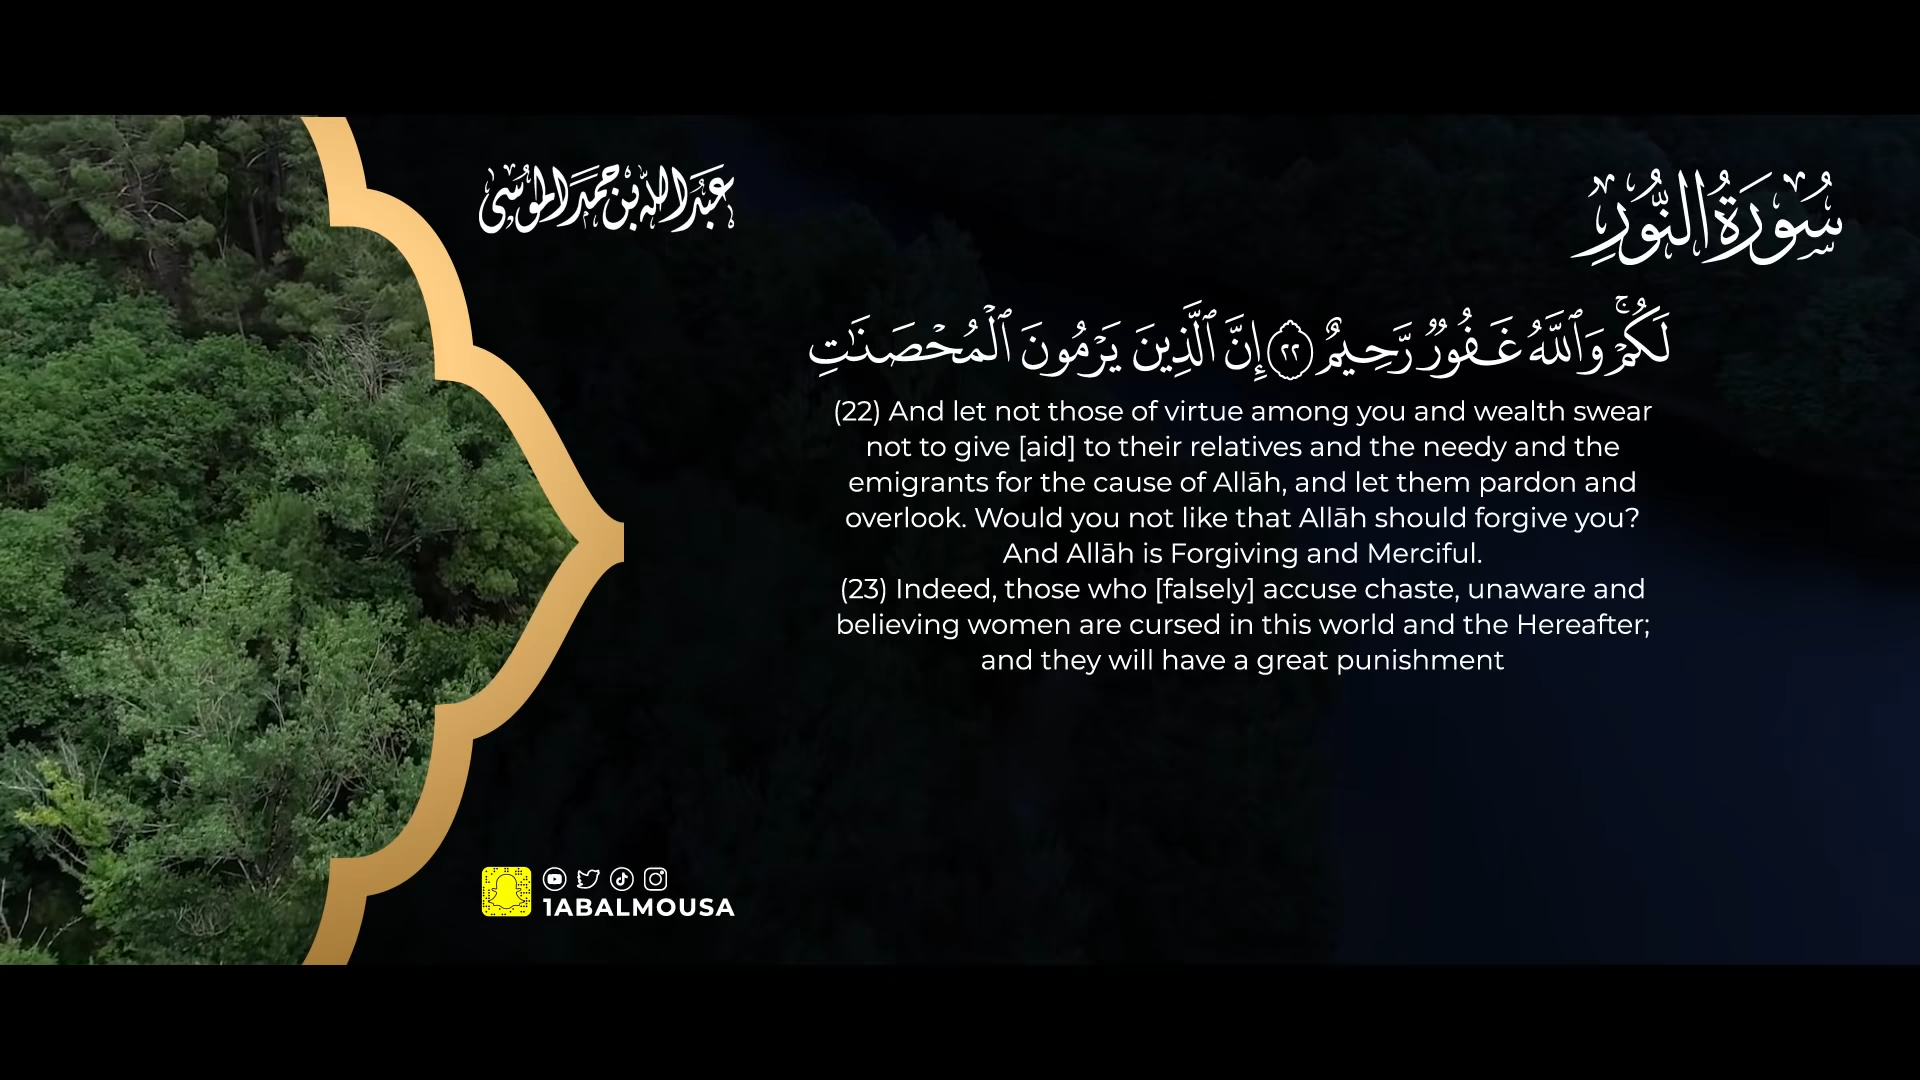 سُورَةُ النُّورِ
عَبْدُ اللّٰه بْن حَمَد المُوسَى
لَكُمْ ۚ وَٱللَّهُ غَفُورٌ رَّحِيمٌ ٢٢ إِنَّ ٱلَّذِينَ يَرْمُونَ ٱلْمُحْصَنَٰتِ
(22) And let not those of virtue among you and wealth swear
not to give [aid] to their relatives and the needy and the
emigrants for the cause of Allāh, and let them pardon and
overlook. Would you not like that Allāh should forgive you?
And Allāh is Forgiving and Merciful.
(23) Indeed, those who [falsely] accuse chaste, unaware and
believing women are cursed in this world and the Hereafter;
and they will have a great punishment
1ABALMOUSA